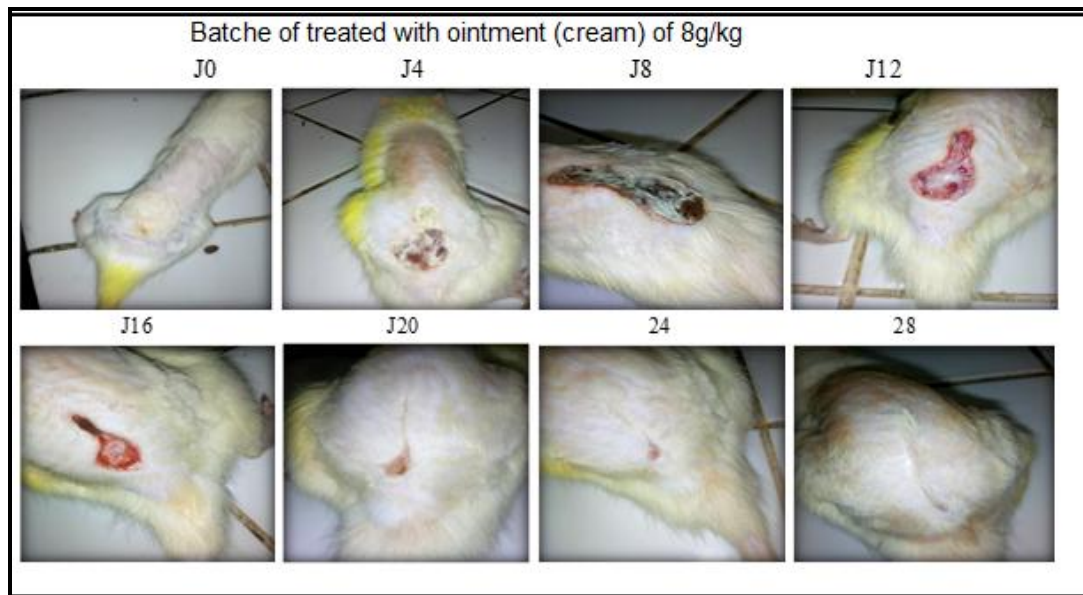 Batche of treated with ointment (cream) of 8g/kg
J0 J4 J8 J12
J16 J20 24 28